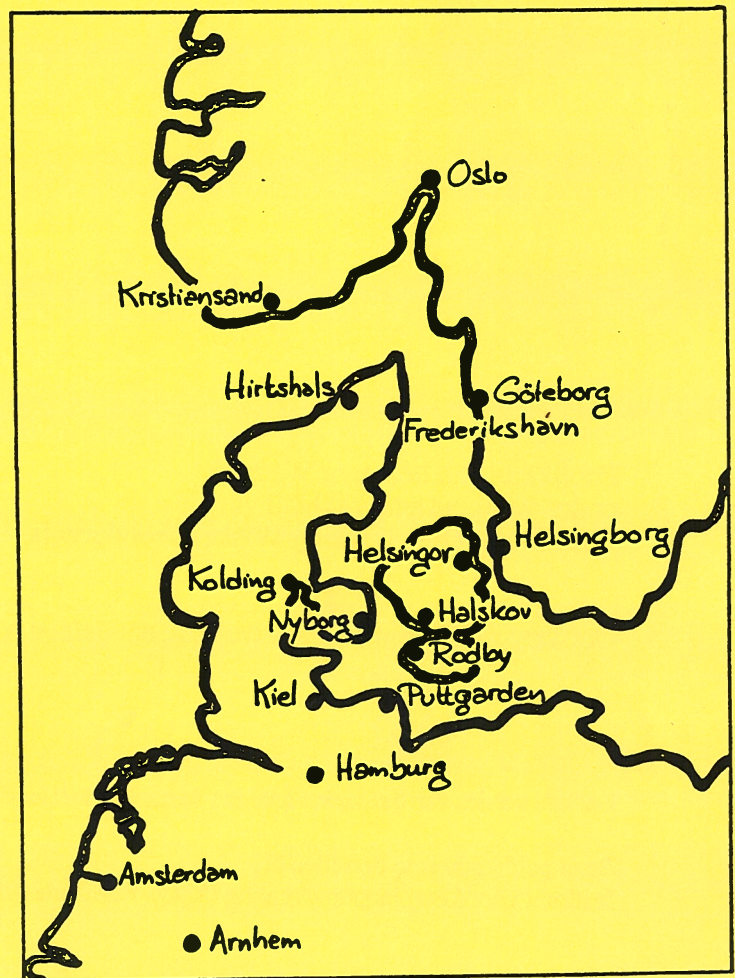 Oslo
Kristiensand
Hirtshals
Göteborg
Frederikshavn
Helsingborg
Helsingor
Kolding
Halskov
Nyborg
Rodby
Kiel
Puttgarden
Hamburg
Amsterdam
Arnhem